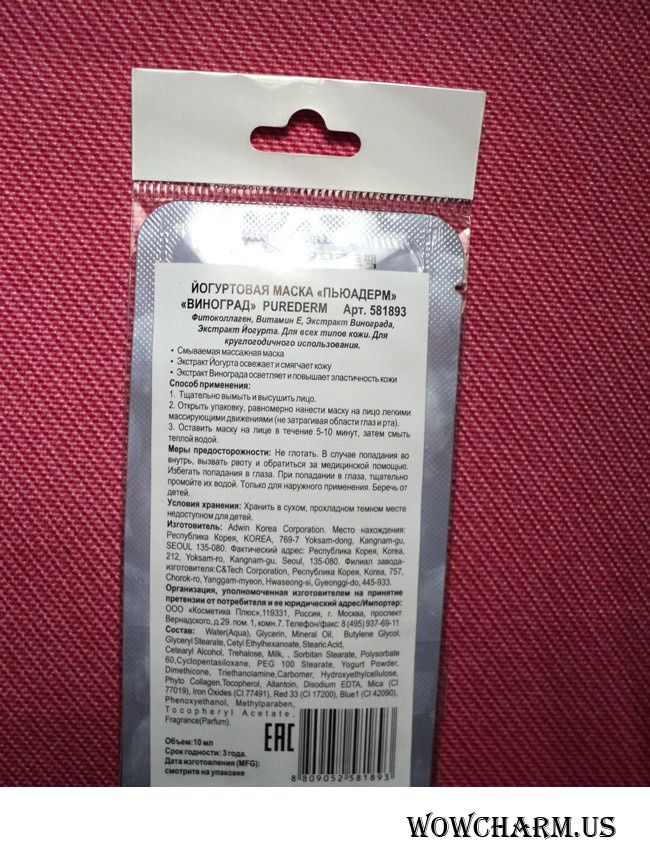 ЙОГУРТОВАЯ МАСКА «ПЬЮАДЕРМ»
«ВИНОГРАД» PUREDERM Арт. 581893
Фитоколлаген, Витамин Е, Экстракт Винограда,
Экстракт Йогурта. Для всех типов кожи. Для
круглогодичного использования.
• Смываемая массажная маска
• Экстракт Йогурта освежает и смягчает кожу
• Экстракт Винограда осветляет и повышает эластичность кожи
Способ применения:
1. Тщательно вымыть и высушить лицо.
2. Открыть упаковку, равномерно нанести маску на лицо легкими
массирующими движениями (не затрагивая области глаз и рта).
3. Оставить маску на лице в течение 5-10 минут, затем смыть
теплой водой.
Меры предосторожности: Не глотать. В случае попадания во
внутрь, вызвать рвоту и обратиться за медицинской помощью.
Избегать попадания в глаза. При попадании в глаза, тщательно
промойте их водой. Только для наружного применения. Беречь от
детей.
Условия хранения: Хранить в сухом, прохладном темном месте
недоступном для детей.
Изготовитель: Adwin Korea Corporation. Место нахождения:
Республика Корея, KOREA, 769-7 Yoksam-dong, Kangnam-gu,
SEOUL 135-080. Фактический адрес: Республика Корея, Korea,
212, Yoksam-ro, Kangnam-gu, Seoul, 135-080. Филиал завода-
изготовителя:C&Tech Corporation, Республика Корея, Korea, 757,
Chorok-ro, Yanggam-myeon, Hwaseong-si, Gyeonggi-do, 445-933.
Организация, уполномоченная изготовителем на принятие
претензии от потребителя и ее юридический адрес/Импортер:
ООО «Косметика Плюс»,119331, Россия, г. Москва, проспект
Вернадского, д.29. пом. 1, комн.7. Телефон/факс: 8 (495) 937-69-11
Состав: Water(Aqua), Glycerin, Mineral Oil, Butylene Glycol,
Glyceryl Stearate, Cetyl Ethylhexanoate, Stearic Acid,
Cetearyl Alcohol, Trehalose, Milk, , Sorbitan Stearate, Polysorbate
60,Cyclopentasiloxane, PEG 100 Stearate, Yogurt Powder,
Dimethicone, Triethanolamine,Carbomer, Hydroxyethylcellulose,
Phyto Collagen,Tocopherol, Allantoin, Disodium EDTA, Mica (CI
77019), Iron Oxides (CI 77491), Red 33 (CI 17200), Blue1 (CI 42090),
Phenoxyethanol, Methylparaben,
Tocopheryl Acetate,
Fragrance(Parfum).
Объем:10 мл
Срок годности: 3 года.
Дата изготовления (MFG):
смотрите на упаковке
EAC
8 809052 581893
WOWCHARM.US